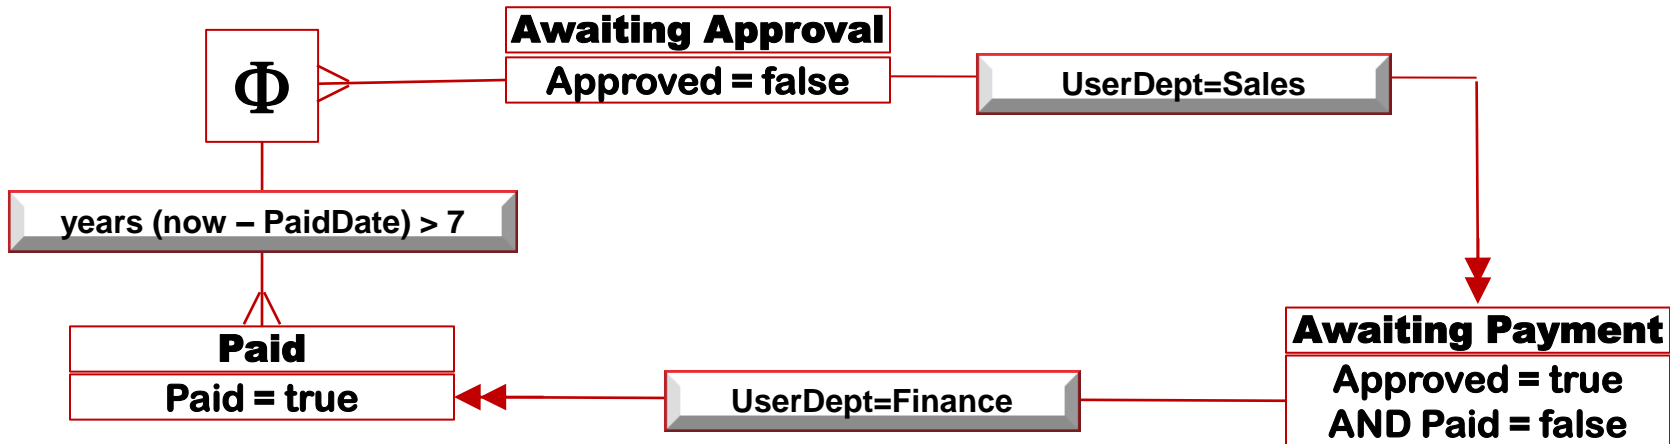 Φ
Awaiting Approval
Approved = false
UserDept=Sales
years (now – PaidDate) > 7
Paid
Paid = true
UserDept=Finance
Awaiting Payment
Approved = true
AND Paid = false